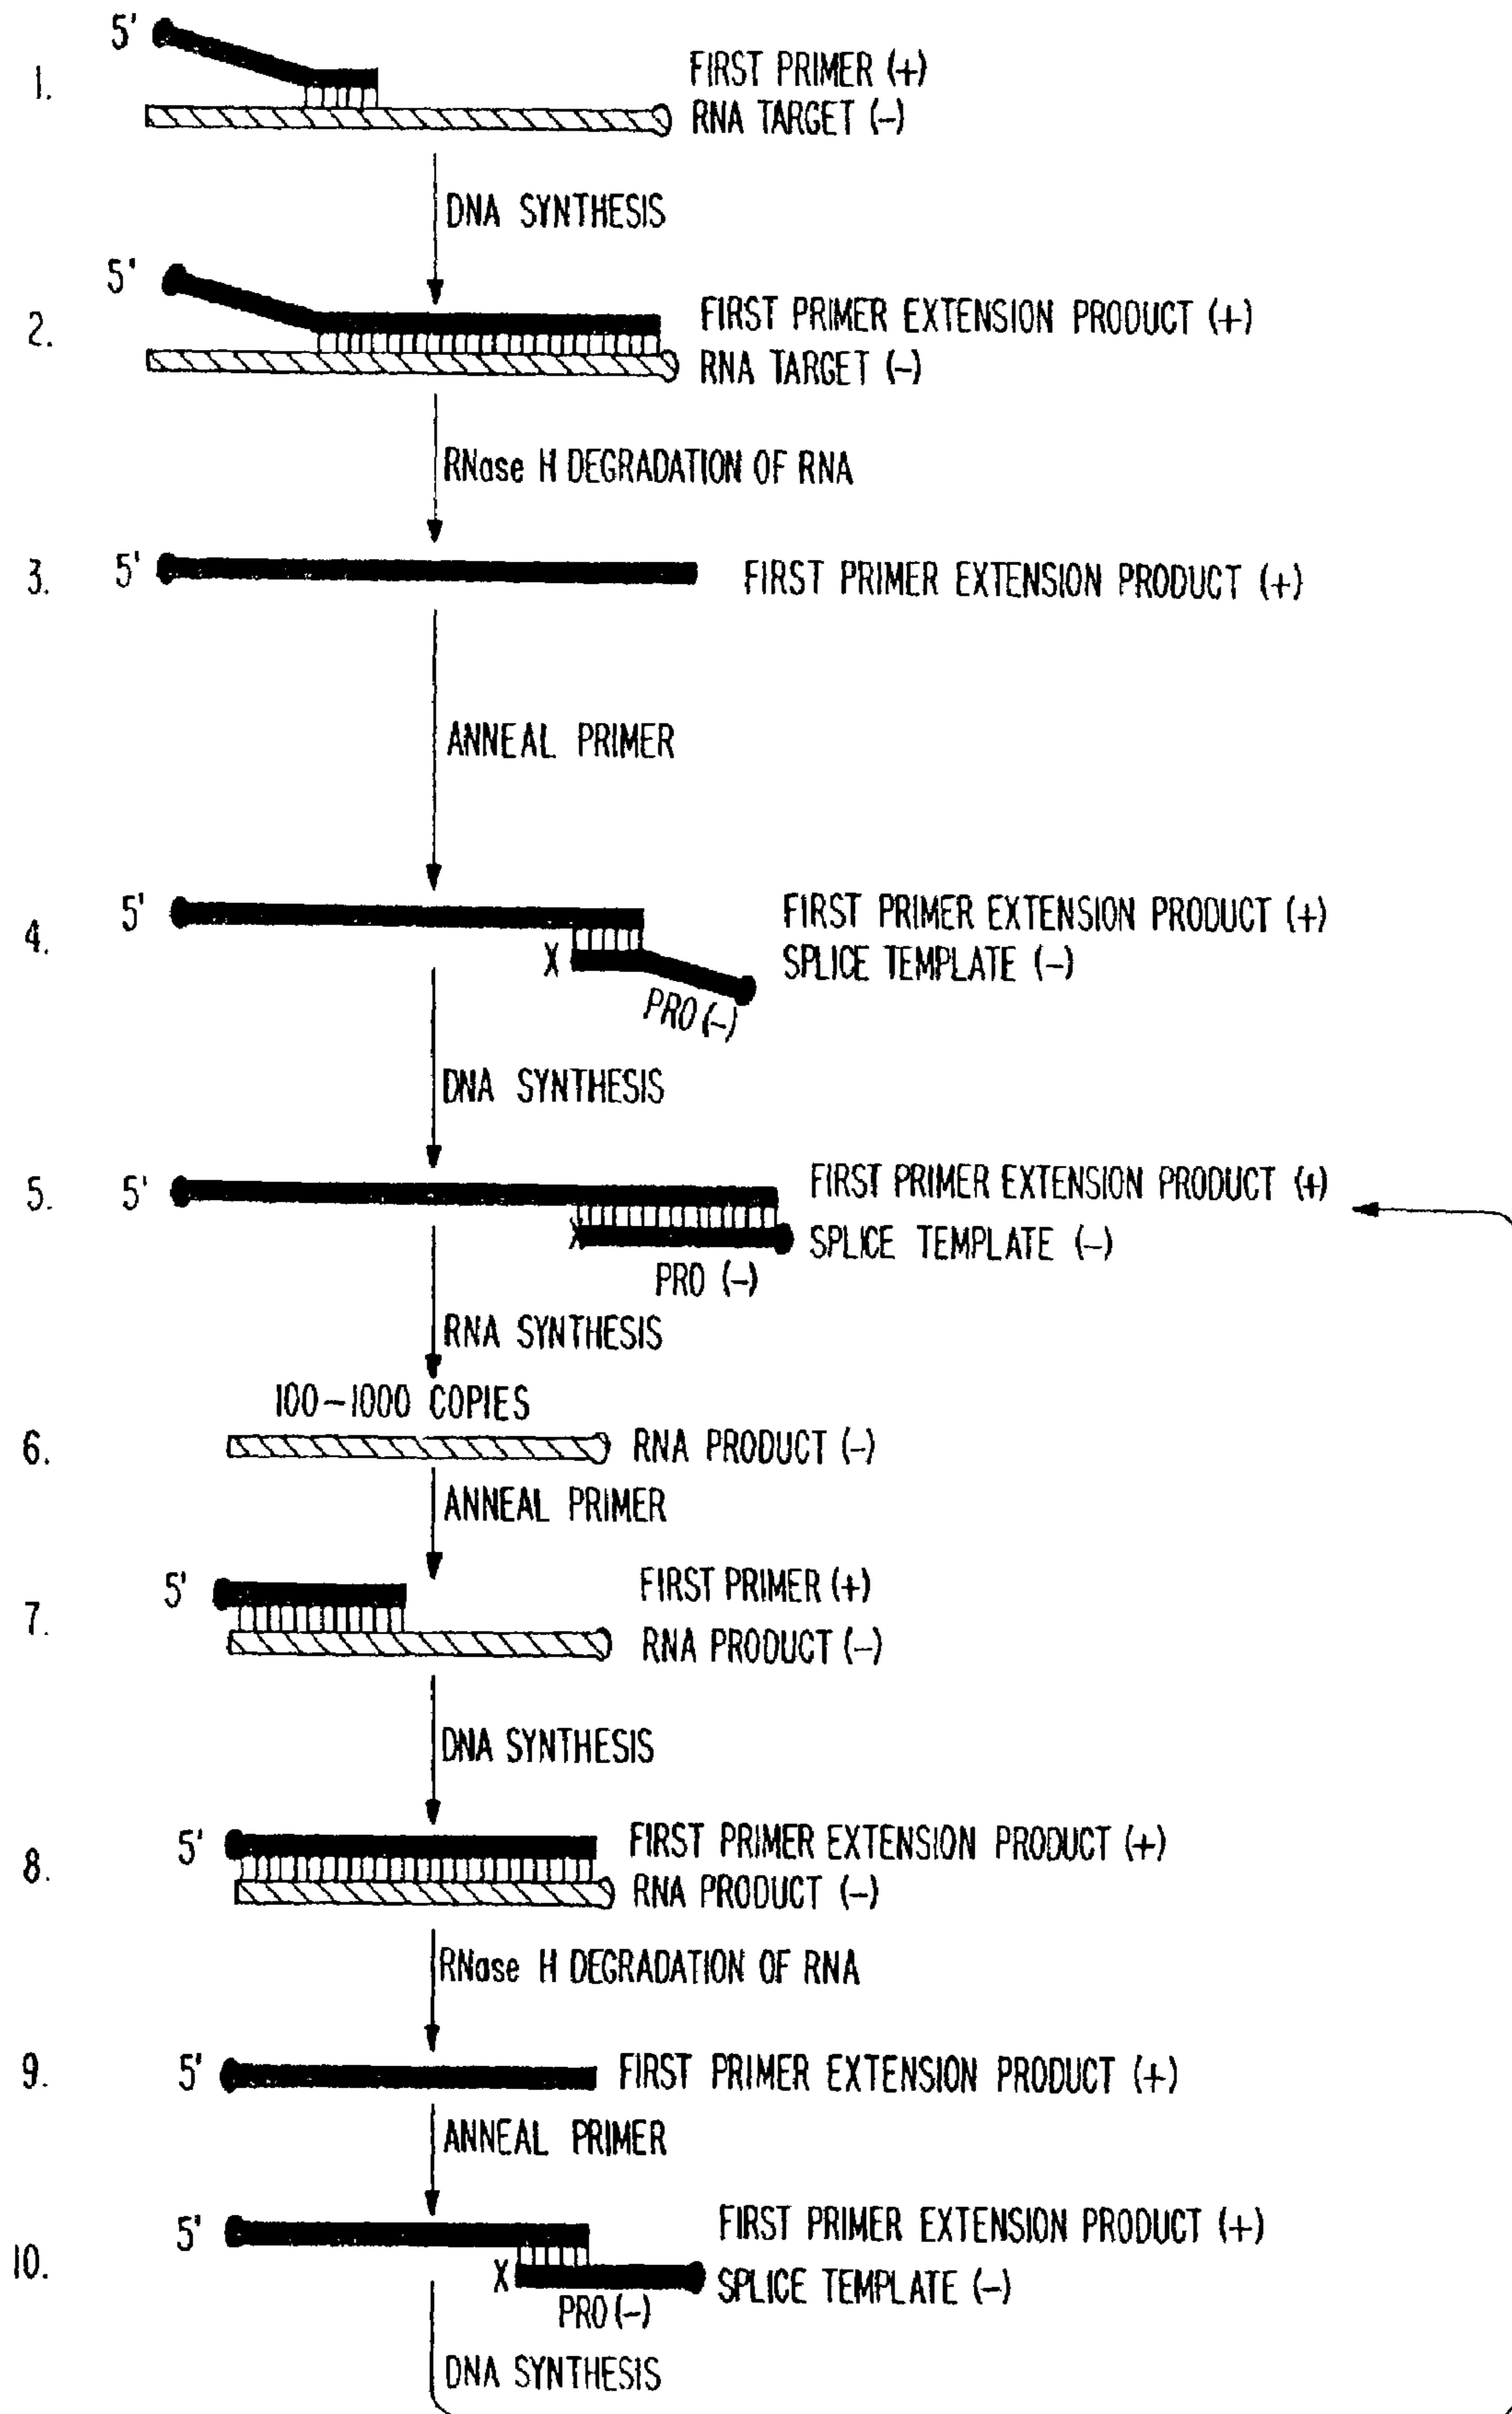 5'
1.
FIRST PRIMER (+)
RNA TARGET (–)
DNA SYNTHESIS
5'
2.
FIRST PRIMER EXTENSION PRODUCT (+)
RNA TARGET (–)
RNase H DEGRADATION OF RNA
3.
5'
FIRST PRIMER EXTENSION PRODUCT (+)
ANNEAL PRIMER
4.
5'
FIRST PRIMER EXTENSION PRODUCT (+)
X
SPLICE TEMPLATE (–)
PRO (–)
DNA SYNTHESIS
5.
5'
FIRST PRIMER EXTENSION PRODUCT (+)
X
SPLICE TEMPLATE (–)
PRO (–)
RNA SYNTHESIS
100–1000 COPIES
6.
RNA PRODUCT (–)
ANNEAL PRIMER
5'
FIRST PRIMER (+)
7.
RNA PRODUCT (–)
DNA SYNTHESIS
5'
FIRST PRIMER EXTENSION PRODUCT (+)
8.
RNA PRODUCT (–)
RNase H DEGRADATION OF RNA
9.
5'
FIRST PRIMER EXTENSION PRODUCT (+)
ANNEAL PRIMER
5'
FIRST PRIMER EXTENSION PRODUCT (+)
10.
X
SPLICE TEMPLATE (–)
PRO (–)
DNA SYNTHESIS